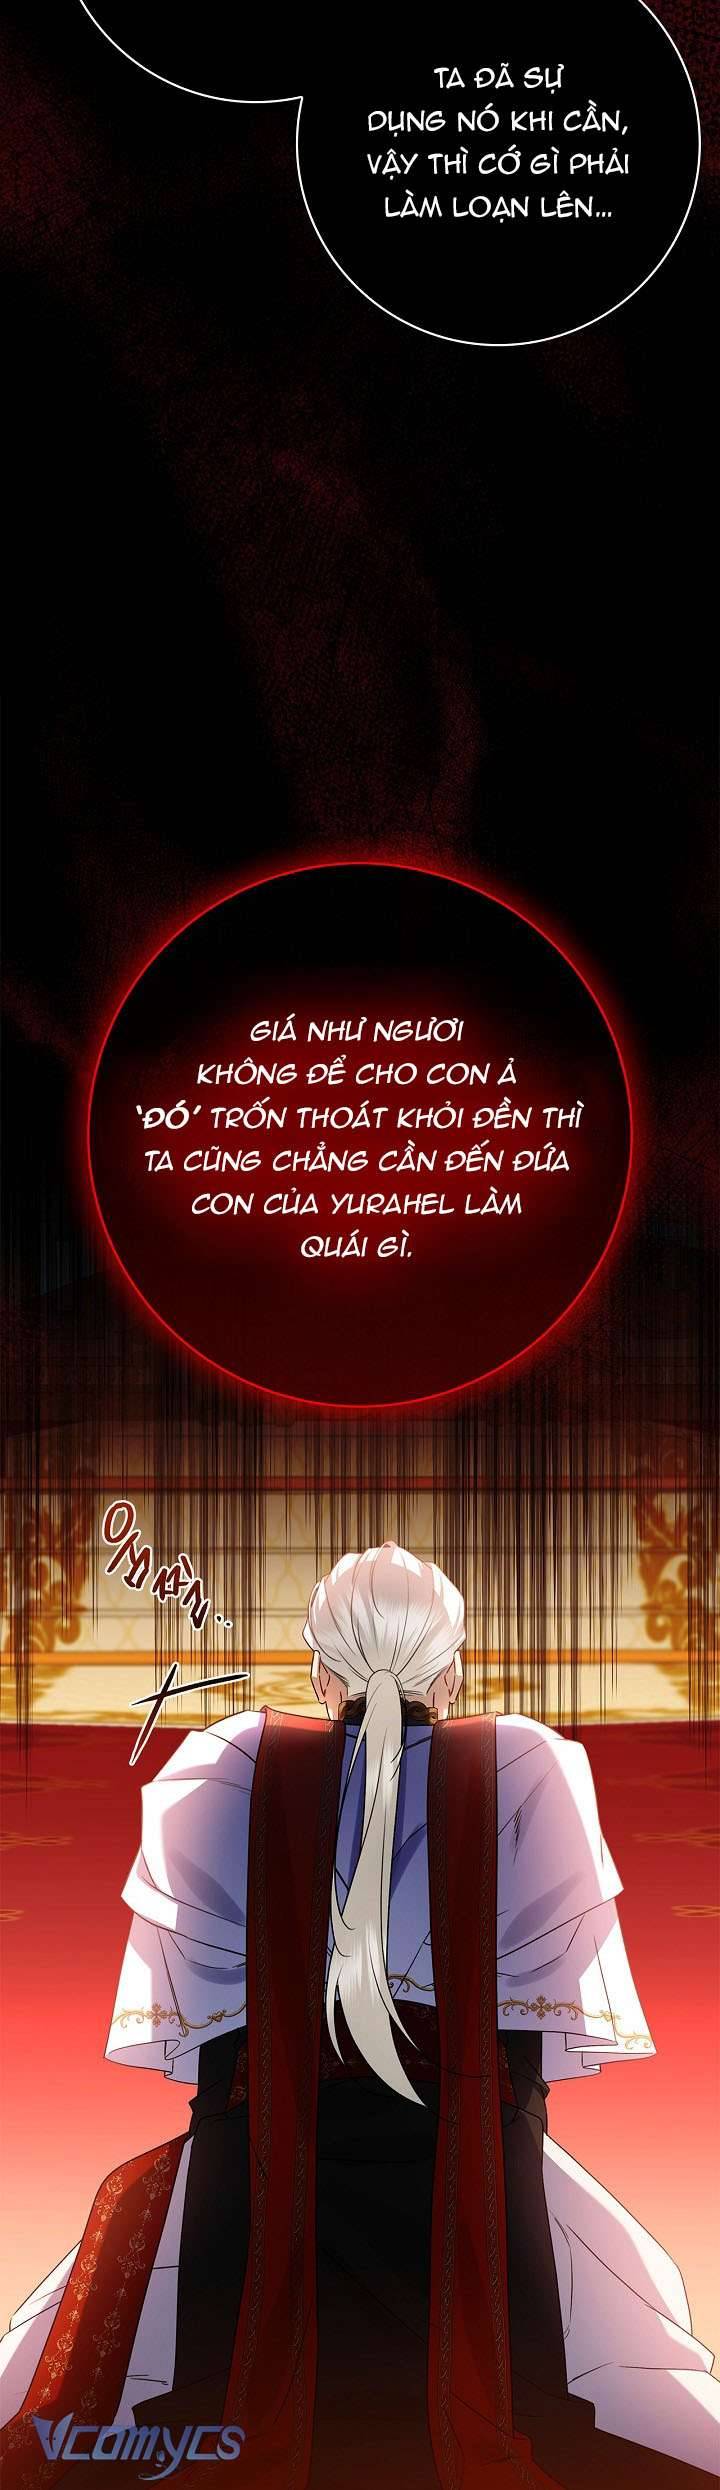 TA ĐÃ SỰ
DỤNG NÓ KHI CẦN,
VẬY THÌ CỚ GÌ PHẢI
LÀM LOẠN LÊN...
GIÁ NHƯ NGƯƠI
KHÔNG ĐỂ CHO CON Ả
'ĐÓ' TRỐN THOÁT KHỎI ĐỀN THÌ
TA CŨNG CHẲNG CẦN ĐẾN ĐỨA
CON CỦA YURAHEL LÀM
QUÁI GÌ.
움찔..
Vcomycs